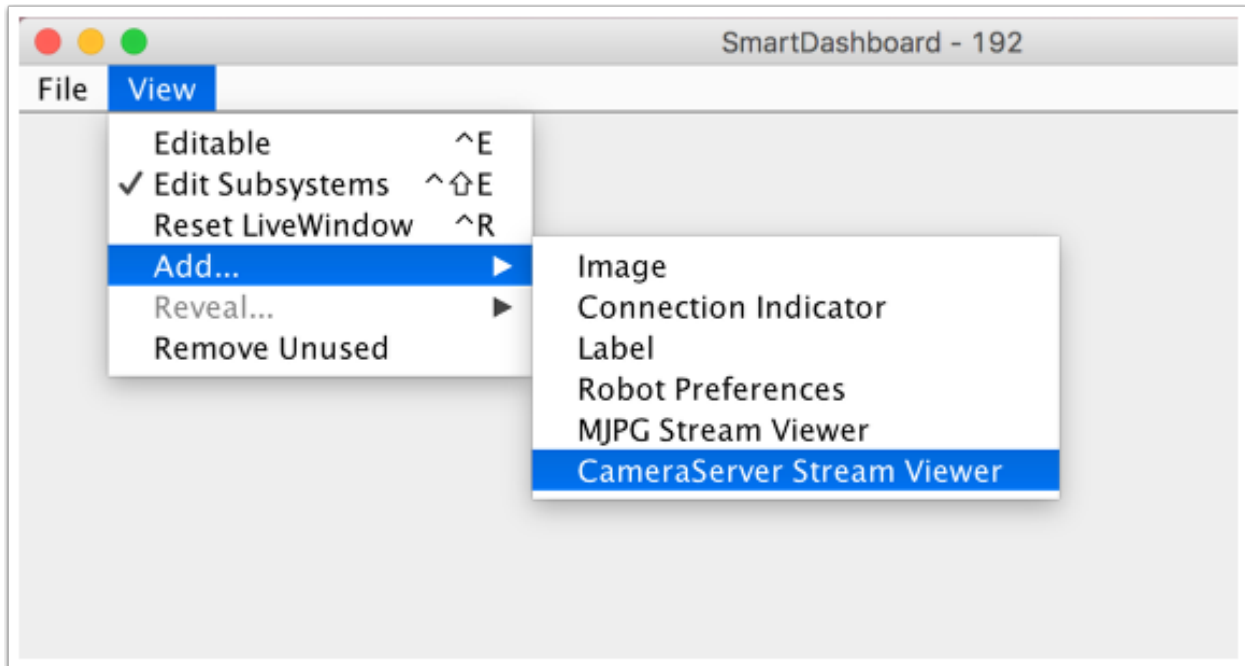 SmartDashboard - 192
File View
Editable ^E
✓ Edit Subsystems ^⇧E
Reset LiveWindow ^R
Add... ▶
Reveal... ▶
Remove Unused
Image
Connection Indicator
Label
Robot Preferences
MJPG Stream Viewer
CameraServer Stream Viewer